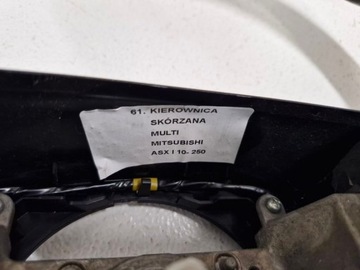 61. KIEROWNICA
SKÓRZANA
MULTI
MITSUBISHI
ASX I 10- 250